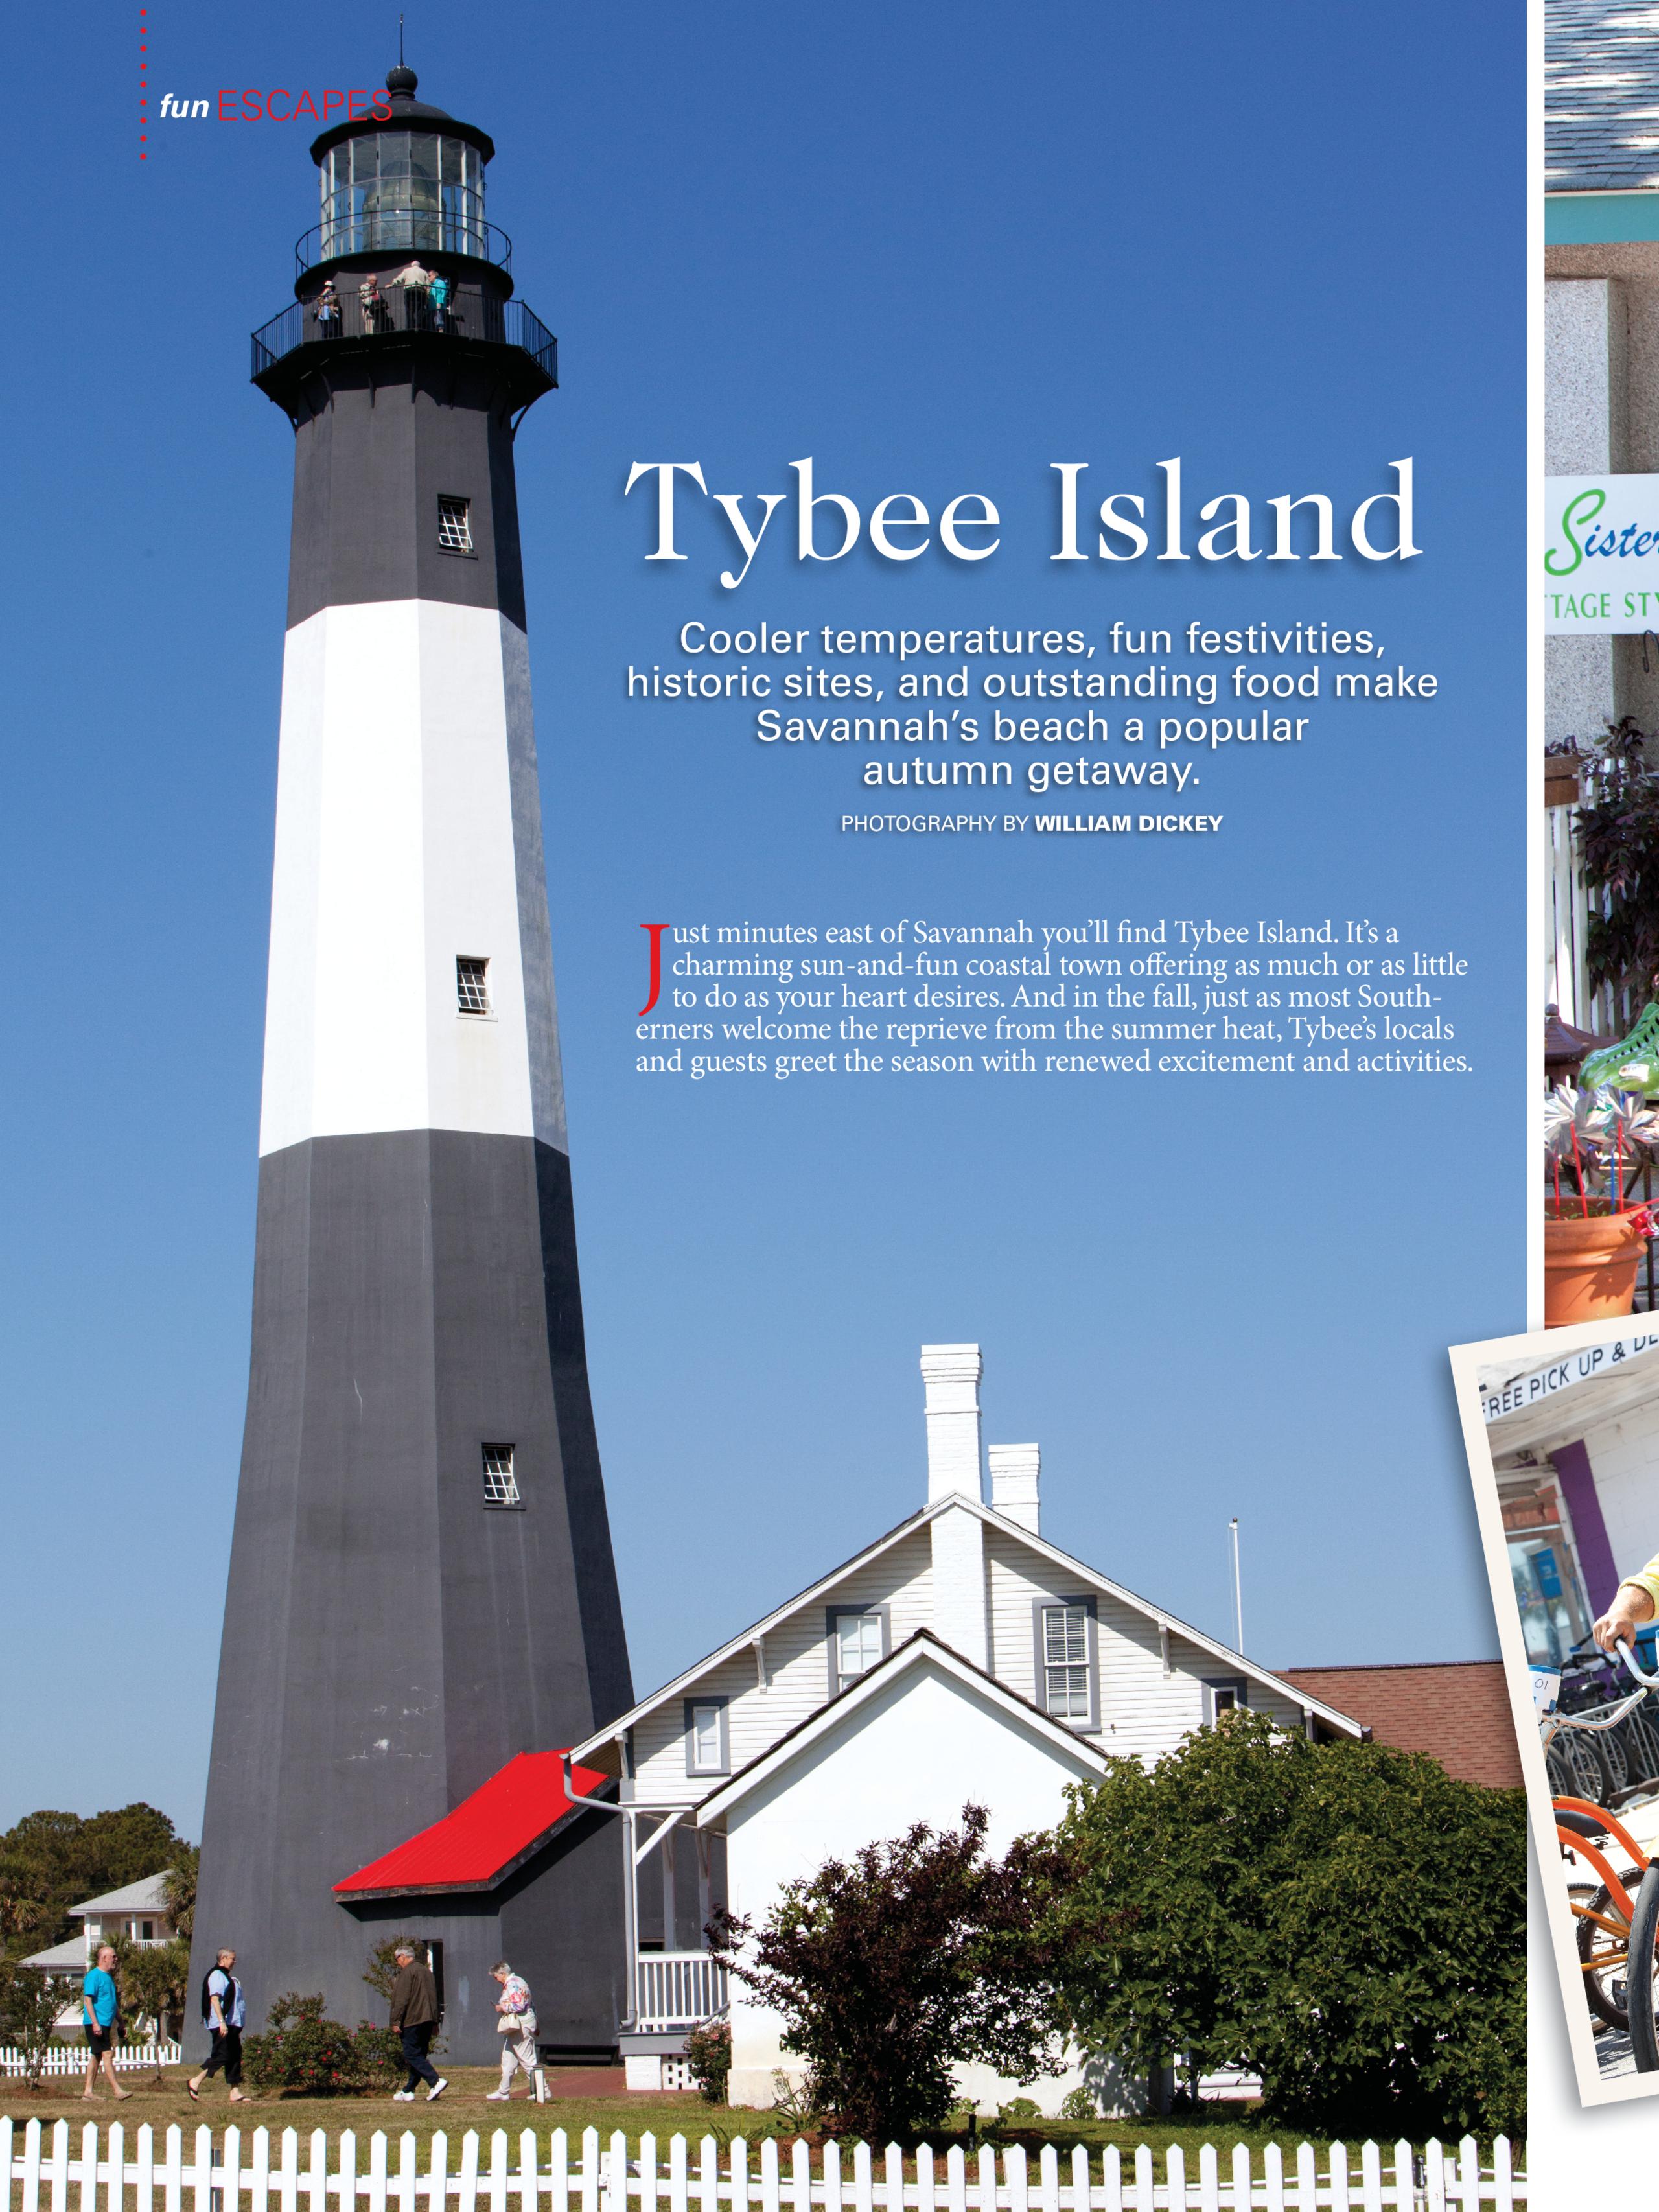 fun ESCAPES
Tybee Island
Cooler temperatures, fun festivities,
historic sites, and outstanding food make
Savannah's beach a popular
autumn getaway.
PHOTOGRAPHY BY WILLIAM DICKEY
Just minutes east of Savannah you'll find Tybee Island. It's a
charming sun-and-fun coastal town offering as much or as little
to do as your heart desires. And in the fall, just as most South-
erners welcome the reprieve from the summer heat, Tybee's locals
and guests greet the season with renewed excitement and activities.
Sister
TAGE STY
FREE PICK UP & DE
01